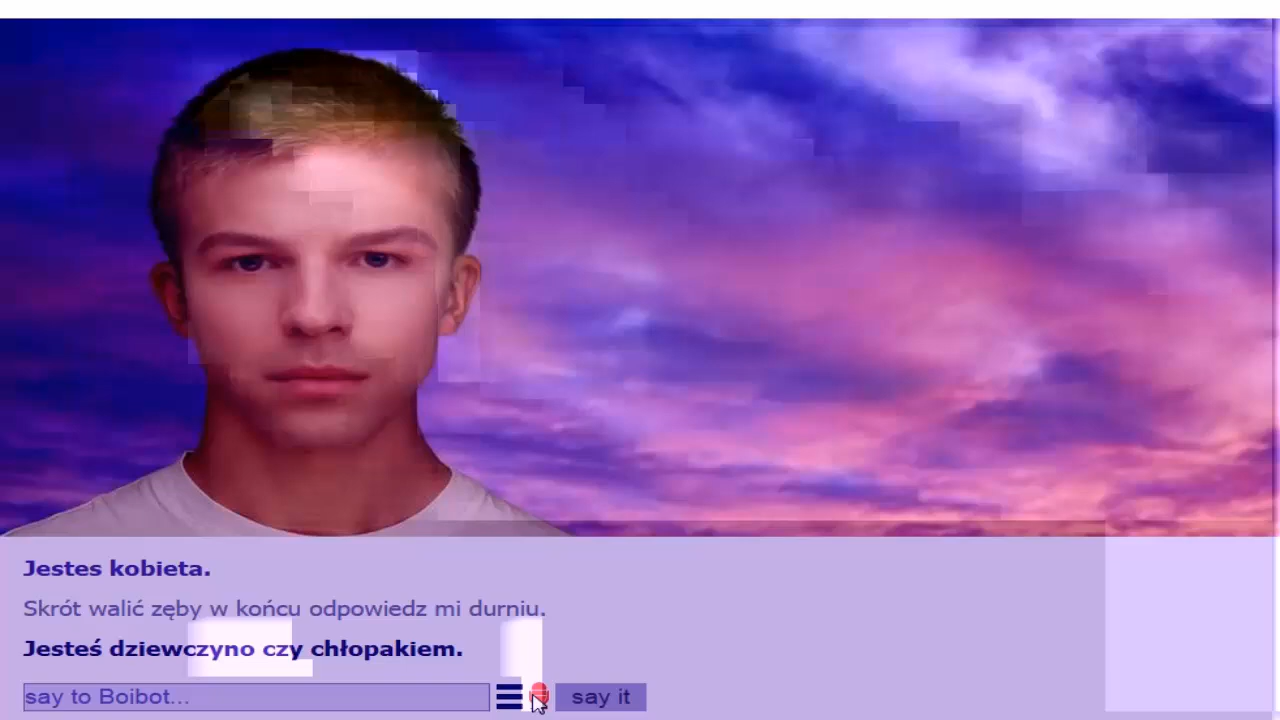 Jestes kobieta.
Skrót walić zęby w końcu odpowiedz mi durniu.
Jesteś dziewczyno czy chłopakiem.
say to Boibot...
say it